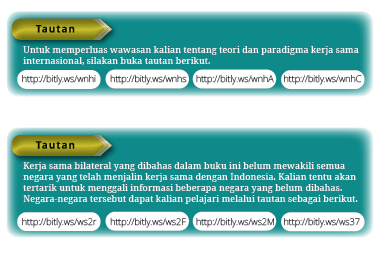 Tautan
Untuk memperluas wawasan kalian tentang teori dan paradigma kerja sama
internasional, silakan buka tautan berikut.
http://bitly.ws/wnhi http://bitly.ws/wnhs http://bitly.ws/wnhA http://bitly.ws/wnhC
Tautan
Kerja sama bilateral yang dibahas dalam buku ini belum mewakili semua
negara yang telah menjalin kerja sama dengan Indonesia. Kalian tentu akan
tertarik untuk menggali informasi beberapa negara yang belum dibahas.
Negara-negara tersebut dapat kalian pelajari melalui tautan sebagai berikut.
http://bitly.ws/ws2r http://bitly.ws/ws2F http://bitly.ws/ws2M http://bitly.ws/ws37